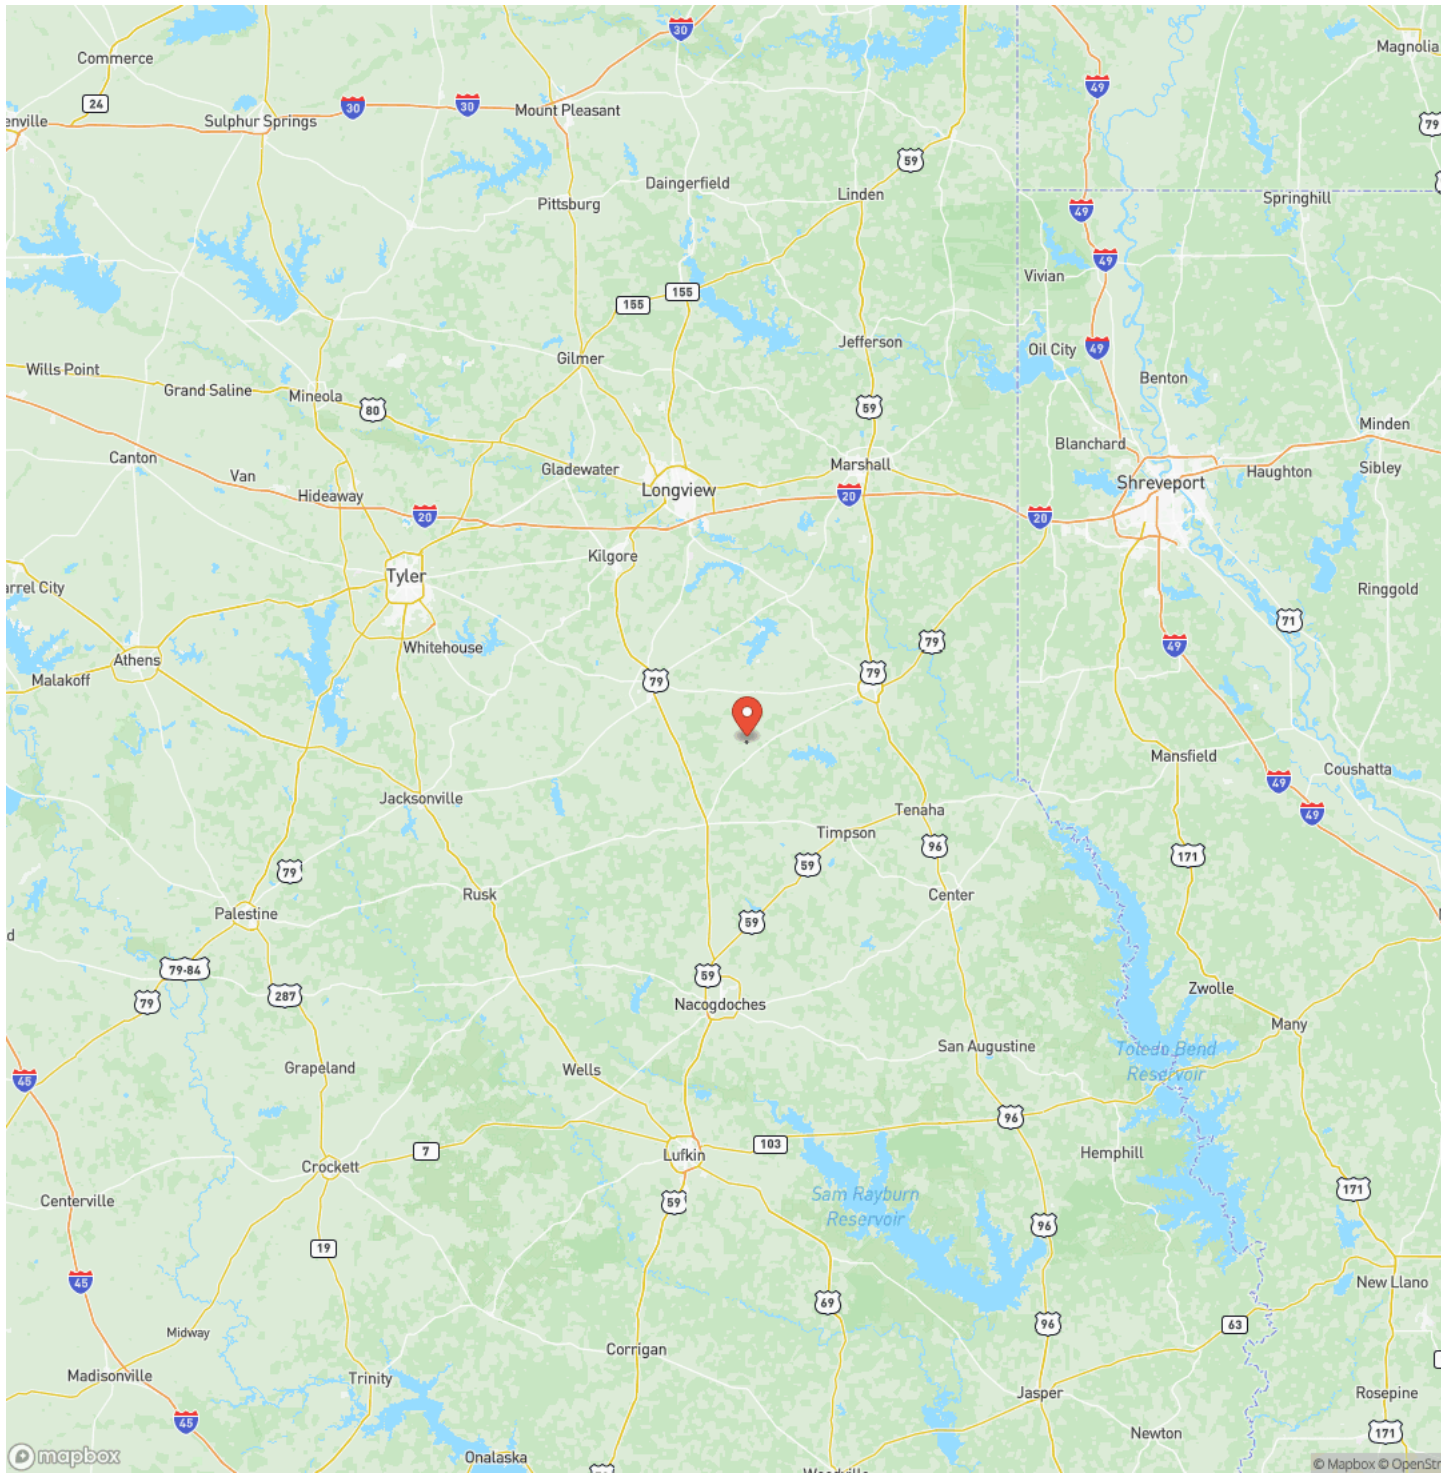 30
Magnolia
Commerce
49
24
30
30
Mount Pleasant
enville
Sulphur Springs
79
59
Daingerfield
Linden
Springhill
Pittsburg
49
49
Vivian
155
155
Jefferson
Oil City
49
Gilmer
Wills Point
Benton
Grand Saline
Mineola
80
59
Minden
Blanchard
Canton
Marshall
Gladewater
Haughton
Sibley
Van
Longview
Shreveport
Hideaway
20
20
20
Kilgore
Tyler
arrel City
Ringgold
71
79
49
Whitehouse
Athens
Malakoff
79
79
Mansfield
Coushatta
49
Jacksonville
Tenaha
49
Timpson
96
171
59
79
Rusk
Center
Palestine
59
d
79-84
59
79
287
Zwolle
Nacogdoches
Many
San Augustine
Toledo Bend
Reservoir
Grapeland
Wells
45
96
103
7
Hemphill
Lufkin
Crockett
171
Centerville
59
Sam Rayburn
Reservoir
96
19
45
New Llano
69
96
63
Midway
Corrigan
Madisonville
Trinity
Jasper
Rosepine
45
Newton
171
mapbox
Onalaska
© Mapbox © OpenStr